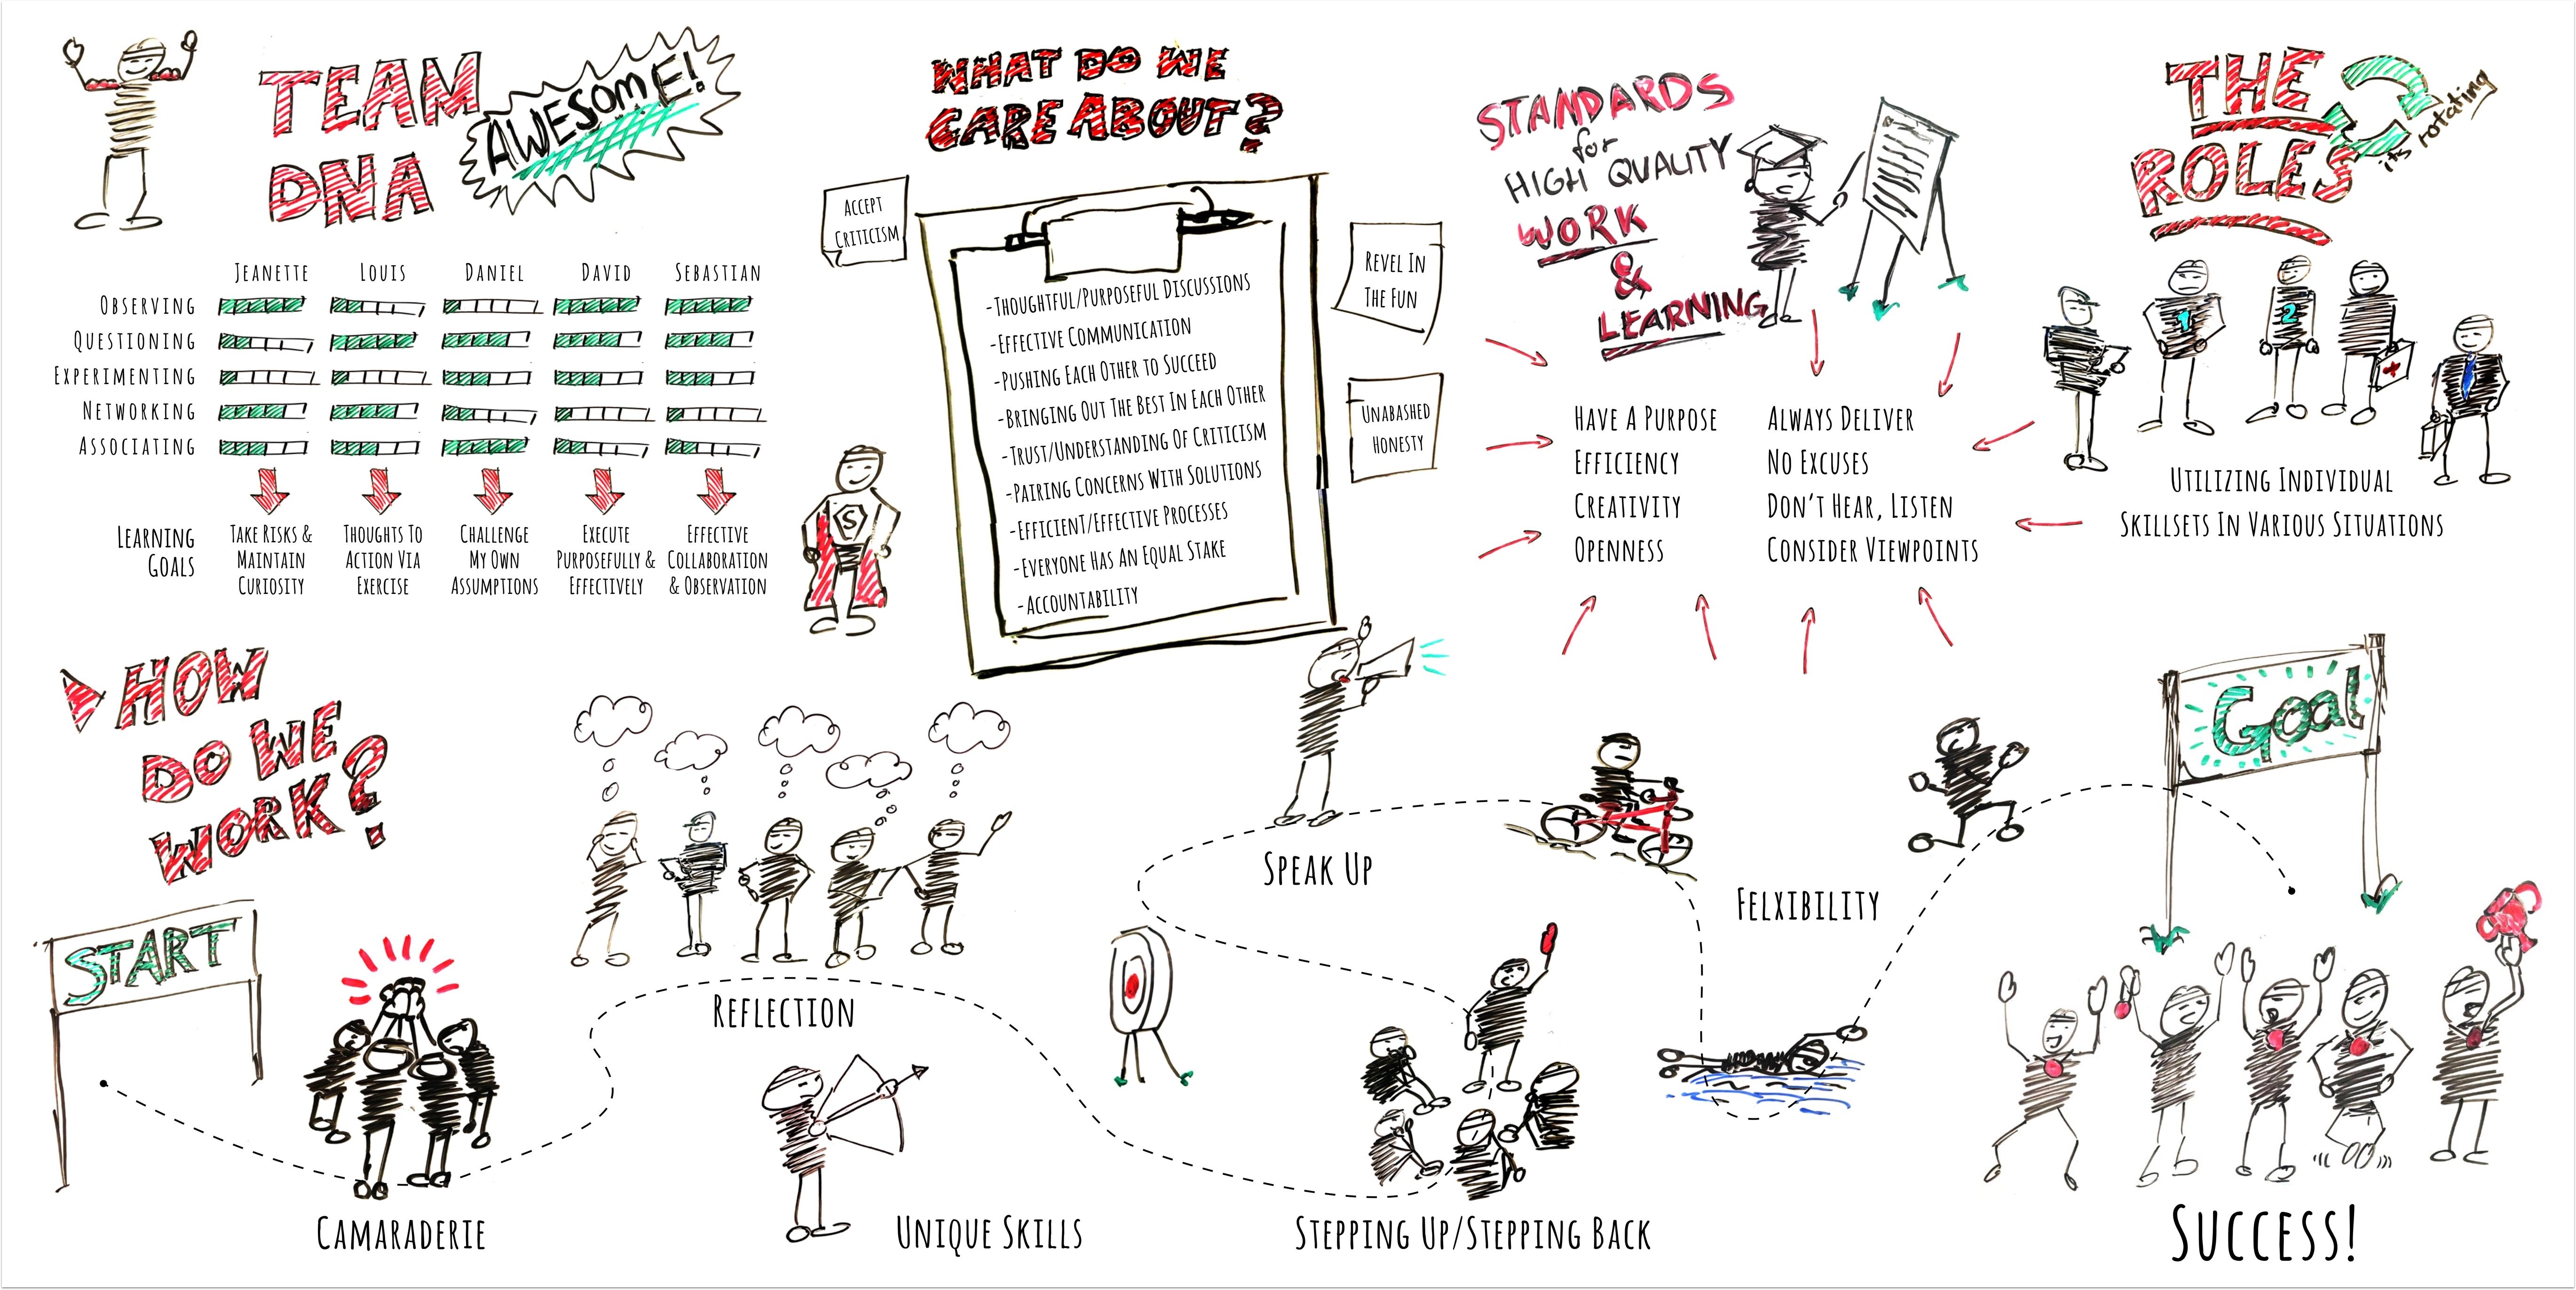 TEAM
DNA
AWESOME!
JEANETTE LOUIS DANIEL DAVID SEBASTIAN
OBSERVING
QUESTIONING
EXPERIMENTING
NETWORKING
ASSOCIATING
LEARNING
GOALS
TAKE RISKS &
MAINTAIN
CURIOSITY
THOUGHTS TO
ACTION VIA
EXERCISE
CHALLENGE
MY OWN
ASSUMPTIONS
EXECUTE
PURPOSEFULLY &
EFFECTIVELY
EFFECTIVE
COLLABORATION
& OBSERVATION
WHAT DO WE
CARE ABOUT?
ACCEPT
CRITICISM
S
-THOUGHTFUL/PURPOSEFUL DISCUSSIONS
-EFFECTIVE COMMUNICATION
-PUSHING EACH OTHER TO SUCCEED
-BRINGING OUT THE BEST IN EACH OTHER
-TRUST/UNDERSTANDING OF CRITICISM
-PAIRING CONCERNS WITH SOLUTIONS
-EFFICIENT/EFFECTIVE PROCESSES
-EVERYONE HAS AN EQUAL STAKE
-ACCOUNTABILITY
REVEL IN
THE FUN
UNABASHED
HONESTY
STANDARDS
for
HIGH QUALITY
WORK
&
LEARNING
HAVE A PURPOSE
EFFICIENCY
CREATIVITY
OPENNESS
ALWAYS DELIVER
NO EXCUSES
DON'T HEAR, LISTEN
CONSIDER VIEWPOINTS
THE
ROLES
its rotating
1
2
UTILIZING INDIVIDUAL
SKILLSETS IN VARIOUS SITUATIONS
HOW
DO WE
WORK?
START
CAMARADERIE
REFLECTION
UNIQUE SKILLS
STEPPING UP/STEPPING BACK
SPEAK UP
FELXIBILITY
Goal
SUCCESS!